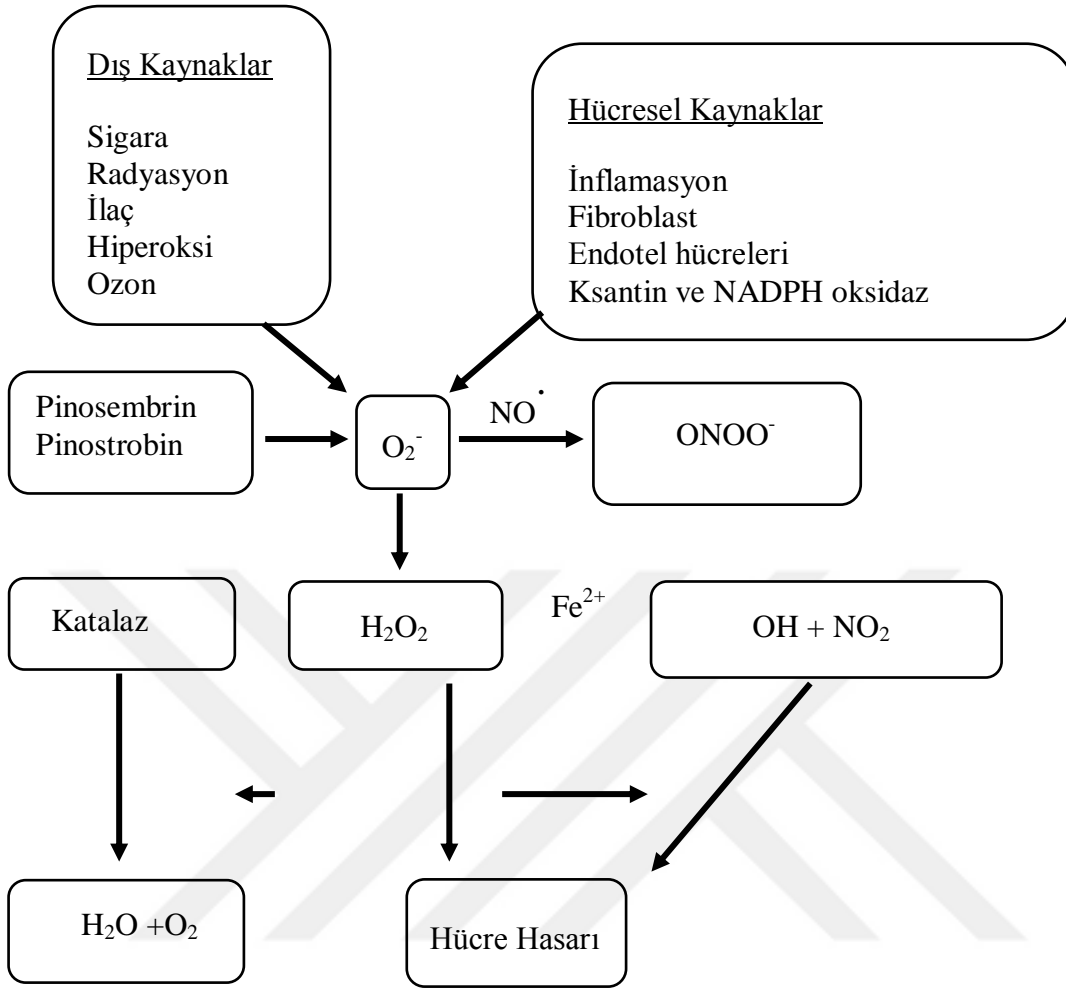 Dış Kaynaklar
Sigara
Radyasyon
İlaç
Hiperoksi
Ozon
Hücresel Kaynaklar
İnflamasyon
Fibroblast
Endotel hücreleri
Ksantin ve NADPH oksidaz
Pinosembrin
Pinostrobin
O₂⁻
NO˙
ONOO⁻
Katalaz
H₂O₂
Fe²⁺
OH + NO₂
H₂O +O₂
Hücre Hasarı